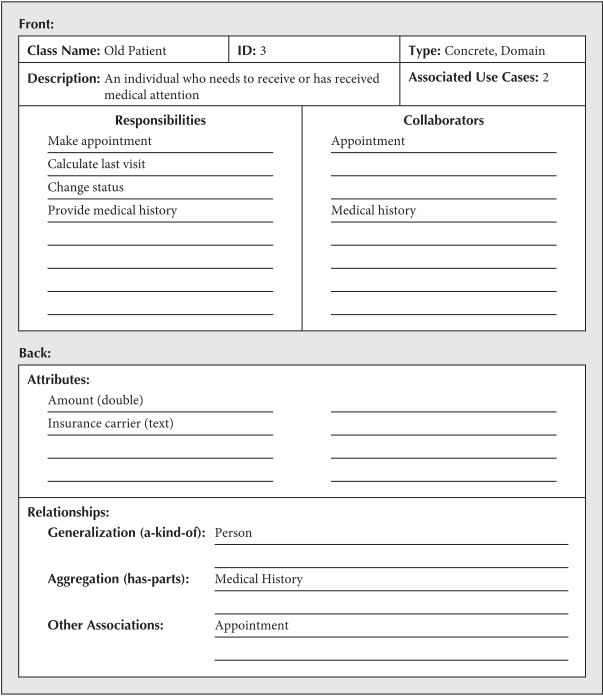 Front:
Class Name: Old Patient ID: 3 Type: Concrete, Domain
Description: An individual who needs to receive or has received
medical attention
Associated Use Cases: 2
Responsibilities Collaborators
Make appointment Appointment
Calculate last visit
Change status
Provide medical history Medical history
Back:
Attributes:
Amount (double)
Insurance carrier (text)
Relationships:
Generalization (a-kind-of): Person
Aggregation (has-parts): Medical History
Other Associations: Appointment